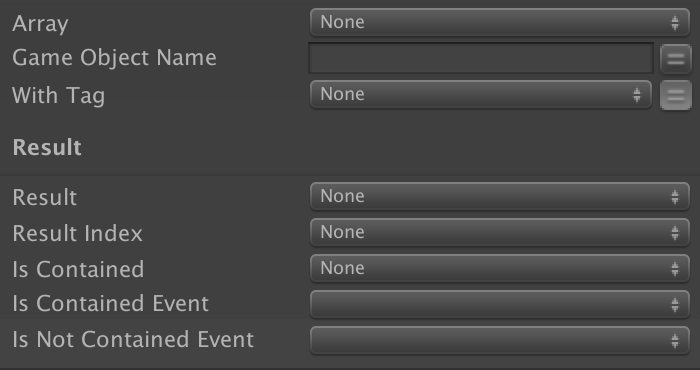 Array None
Game Object Name
With Tag None
Result
Result None
Result Index None
Is Contained None
Is Contained Event
Is Not Contained Event